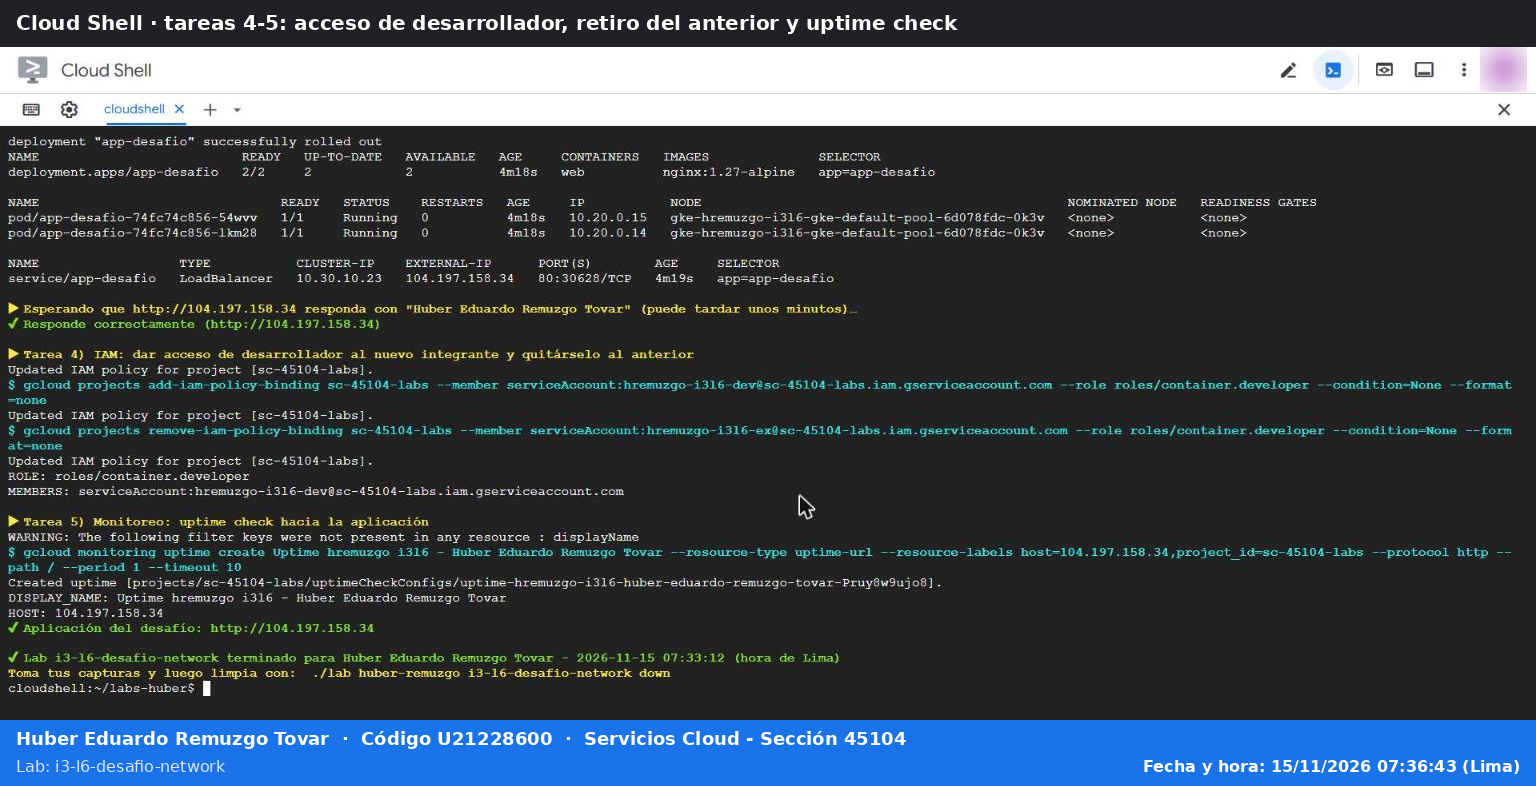 Cloud Shell · tareas 4-5: acceso de desarrollador, retiro del anterior y uptime check
Cloud Shell
cloudshell
deployment "app-desafio" successfully rolled out
NAME READY UP-TO-DATE AVAILABLE AGE CONTAINERS IMAGES SELECTOR
deployment.apps/app-desafio 2/2 2 2 4m18s web nginx:1.27-alpine app=app-desafio
NAME READY STATUS RESTARTS AGE IP NODE NOMINATED NODE READINESS GATES
pod/app-desafio-74fc74c856-54wvv 1/1 Running 0 4m18s 10.20.0.15 gke-hremuzgo-i3l6-gke-default-pool-6d078fdc-0k3v <none> <none>
pod/app-desafio-74fc74c856-lkm28 1/1 Running 0 4m18s 10.20.0.14 gke-hremuzgo-i3l6-gke-default-pool-6d078fdc-0k3v <none> <none>
NAME TYPE CLUSTER-IP EXTERNAL-IP PORT(S) AGE SELECTOR
service/app-desafio LoadBalancer 10.30.10.23 104.197.158.34 80:30628/TCP 4m19s app=app-desafio
▶ Esperando que http://104.197.158.34 responda con "Huber Eduardo Remuzgo Tovar" (puede tardar unos minutos)…
✓ Responde correctamente (http://104.197.158.34)
▶ Tarea 4) IAM: dar acceso de desarrollador al nuevo integrante y quitárselo al anterior
Updated IAM policy for project [sc-45104-labs].
$ gcloud projects add-iam-policy-binding sc-45104-labs --member serviceAccount:hremuzgo-i3l6-dev@sc-45104-labs.iam.gserviceaccount.com --role roles/container.developer --condition=None --format
=none
Updated IAM policy for project [sc-45104-labs].
$ gcloud projects remove-iam-policy-binding sc-45104-labs --member serviceAccount:hremuzgo-i3l6-ex@sc-45104-labs.iam.gserviceaccount.com --role roles/container.developer --condition=None --form
at=none
Updated IAM policy for project [sc-45104-labs].
ROLE: roles/container.developer
MEMBERS: serviceAccount:hremuzgo-i3l6-dev@sc-45104-labs.iam.gserviceaccount.com
▶ Tarea 5) Monitoreo: uptime check hacia la aplicación
WARNING: The following filter keys were not present in any resource : displayName
$ gcloud monitoring uptime create Uptime hremuzgo i3l6 - Huber Eduardo Remuzgo Tovar --resource-type uptime-url --resource-labels host=104.197.158.34,project_id=sc-45104-labs --protocol http --
path / --period 1 --timeout 10
Created uptime [projects/sc-45104-labs/uptimeCheckConfigs/uptime-hremuzgo-i3l6-huber-eduardo-remuzgo-tovar-Pruy8w9ujo8].
DISPLAY_NAME: Uptime hremuzgo i3l6 - Huber Eduardo Remuzgo Tovar
HOST: 104.197.158.34
✓ Aplicación del desafío: http://104.197.158.34
✓ Lab i3-l6-desafio-network terminado para Huber Eduardo Remuzgo Tovar - 2026-11-15 07:33:12 (hora de Lima)
Toma tus capturas y luego limpia con: ./lab huber-remuzgo i3-l6-desafio-network down
cloudshell:~/labs-huber$
Huber Eduardo Remuzgo Tovar · Código U21228600 · Servicios Cloud - Sección 45104
Lab: i3-l6-desafio-network
Fecha y hora: 15/11/2026 07:36:43 (Lima)